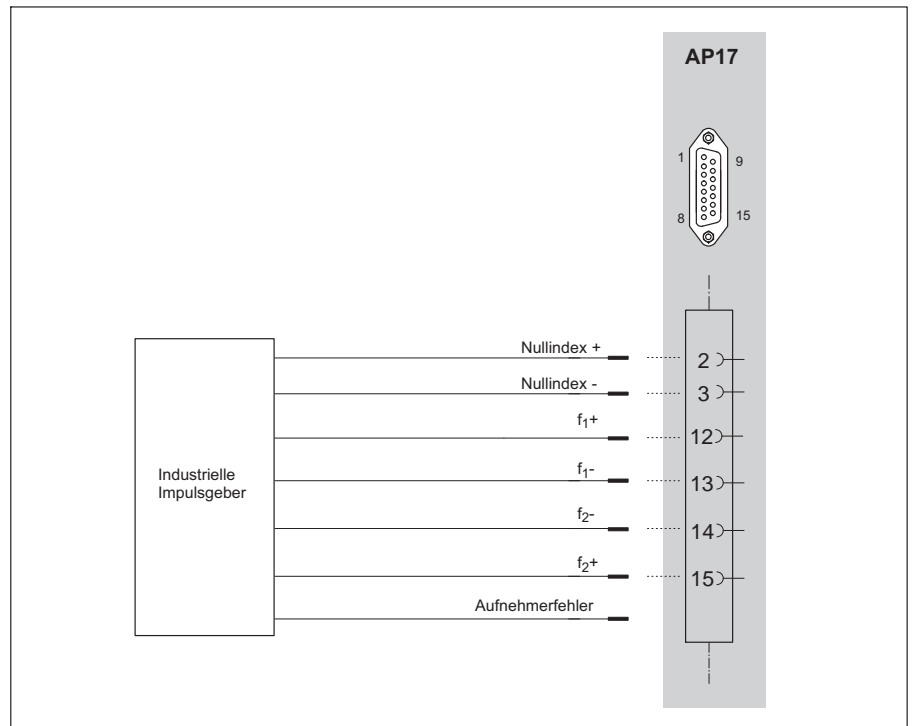 AP17
1
9
8
15
Nullindex +
2
Nullindex -
3
f₁+
12
f₁-
13
Industrielle
Impulsgeber
f₂-
14
f₂+
15
Aufnehmerfehler